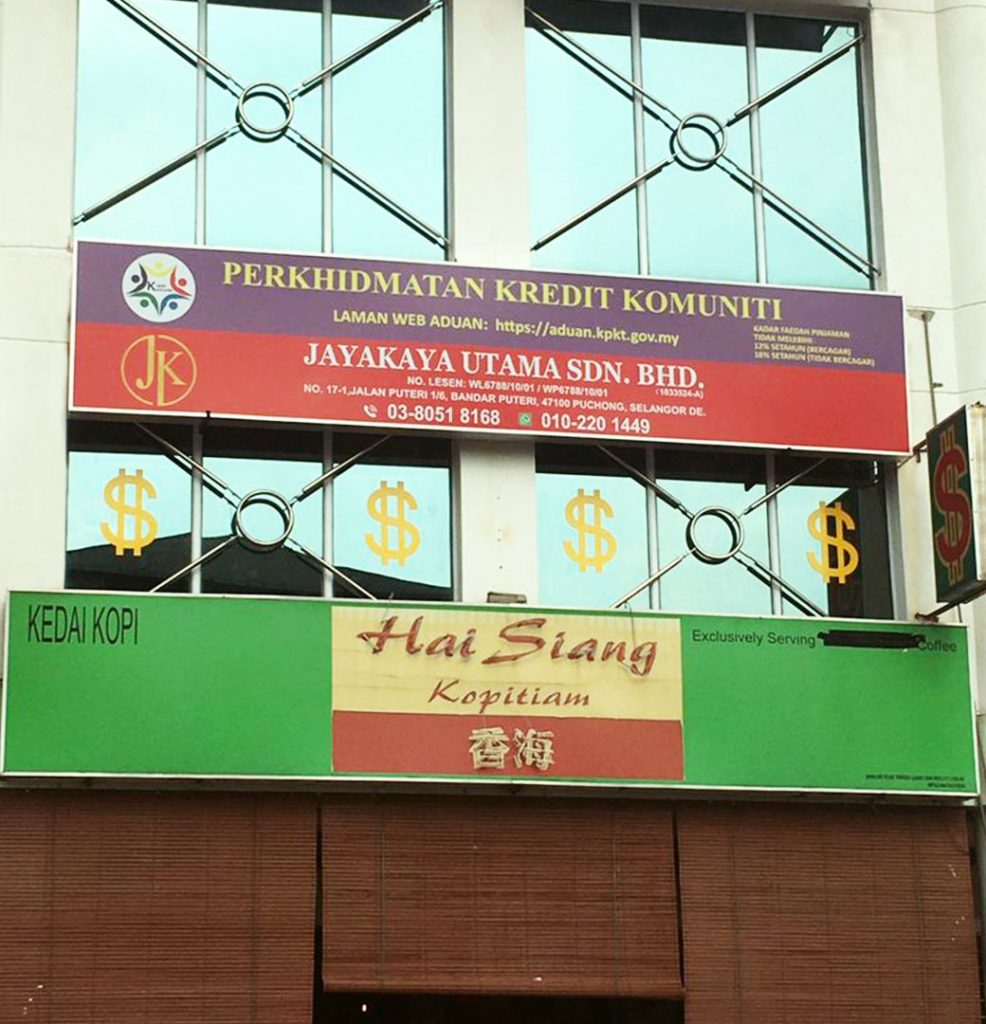 PERKHIDMATAN KREDIT KOMUNITI
LAMAN WEB ADUAN: https://aduan.kpkt.gov.my
KADAR FAEDAH PINJAMAN
TIDAK MELEBIHI
12% SETAHUN (BERCAGAR)
18% SETAHUN (TIDAK BERCAGAR)
JK
JAYAKAYA UTAMA SDN. BHD.
(1033524-A)
NO. LESEN: WL6788/10/01 / WP6788/10/01
NO. 17-1,JALAN PUTERI 1/6, BANDAR PUTERI, 47100 PUCHONG, SELANGOR DE.
03-8051 8168 010-220 1449
$ $ $ $
$
KEDAI KOPI
Hai Siang
Kopitiam
香海
Exclusively Serving Coffee